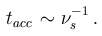 $t_{acc} \sim \nu_s^{-1}\,.$